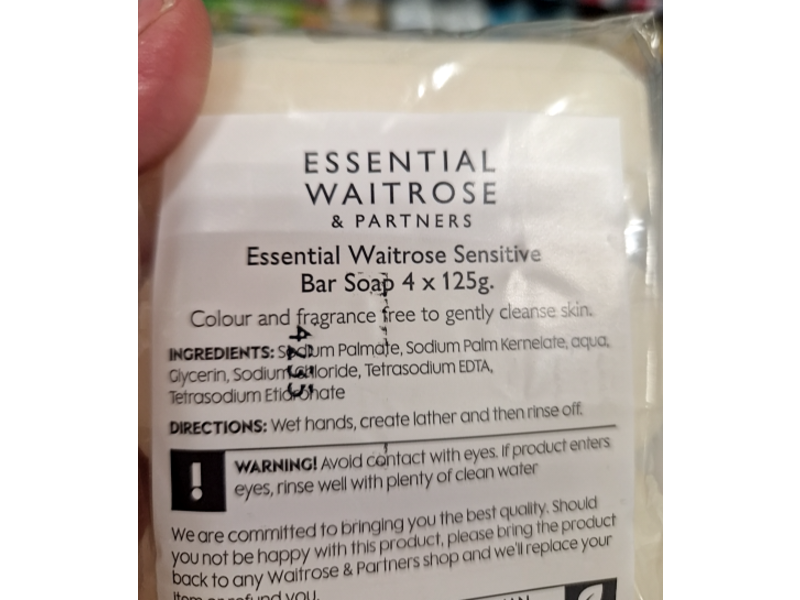 ESSENTIAL
WAITROSE
& PARTNERS
Essential Waitrose Sensitive
Bar Soap 4 x 125g.
Colour and fragrance free to gently cleanse skin.
INGREDIENTS: Sodium Palmate, Sodium Palm Kernelate, aqua,
Glycerin, Sodium Chloride, Tetrasodium EDTA,
Tetrasodium Etidronate
DIRECTIONS: Wet hands, create lather and then rinse off.
! WARNING! Avoid contact with eyes. If product enters
eyes, rinse well with plenty of clean water
We are committed to bringing you the best quality. Should
you not be happy with this product, please bring the product
back to any Waitrose & Partners shop and we'll replace your
item or refund you.